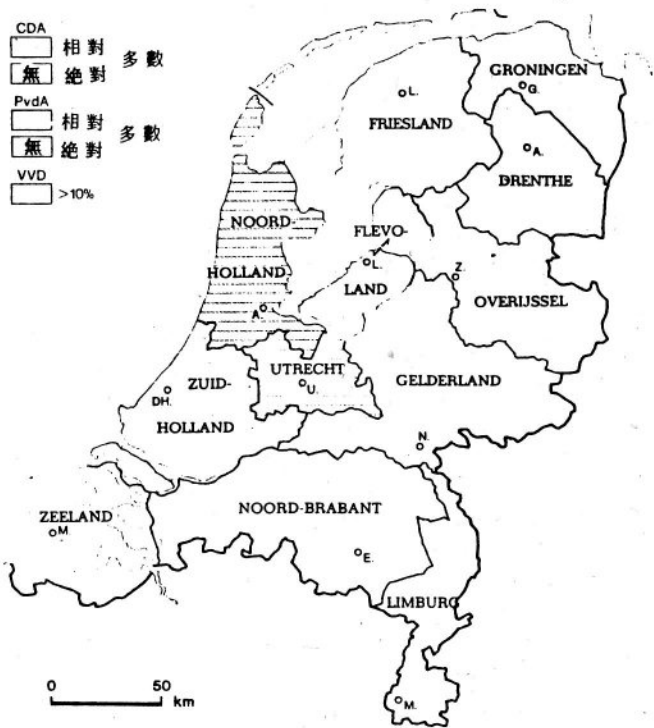 CDA
相對
多數
無 絕對
PvdA
相對
多數
無 絕對
VVD
>10%
GRONINGEN
G.
L.
FRIESLAND
A.
DRENTHE
NOORD-
HOLLAND
A.
FLEVO-
L.
LAND
Z.
OVERIJSSEL
UTRECHT
U.
GELDERLAND
ZUID-
HOLLAND
DH.
N.
ZEELAND
M.
NOORD-BRABANT
E.
LIMBURG
M.
0 50
km